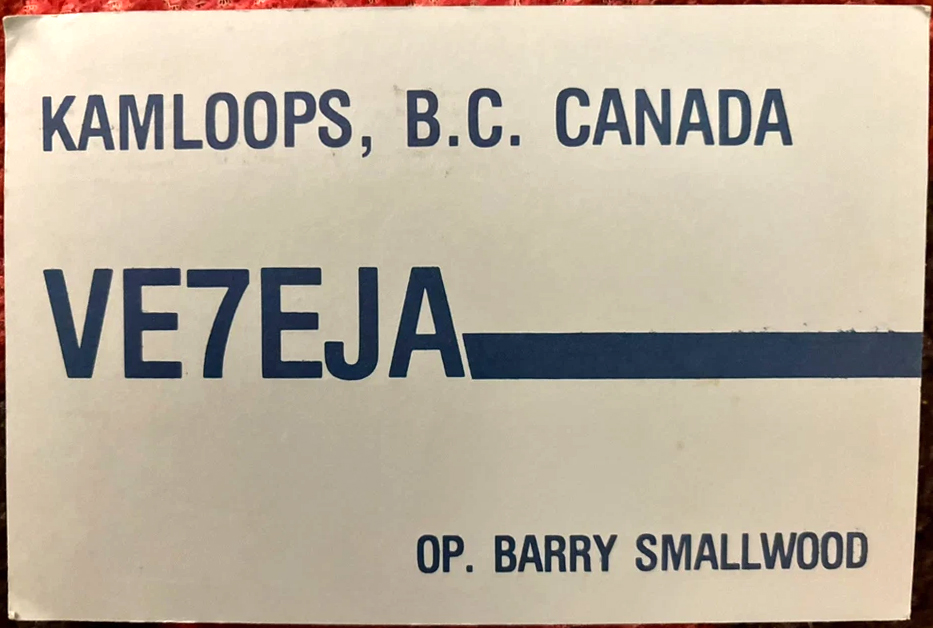 KAMLOOPS, B.C. CANADA
VE7EJA
OP. BARRY SMALLWOOD